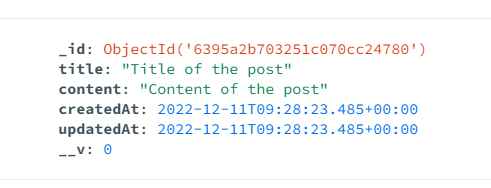 _id: ObjectId('6395a2b703251c070cc24780')
title: "Title of the post"
content: "Content of the post"
createdAt: 2022-12-11T09:28:23.485+00:00
updatedAt: 2022-12-11T09:28:23.485+00:00
__v: 0